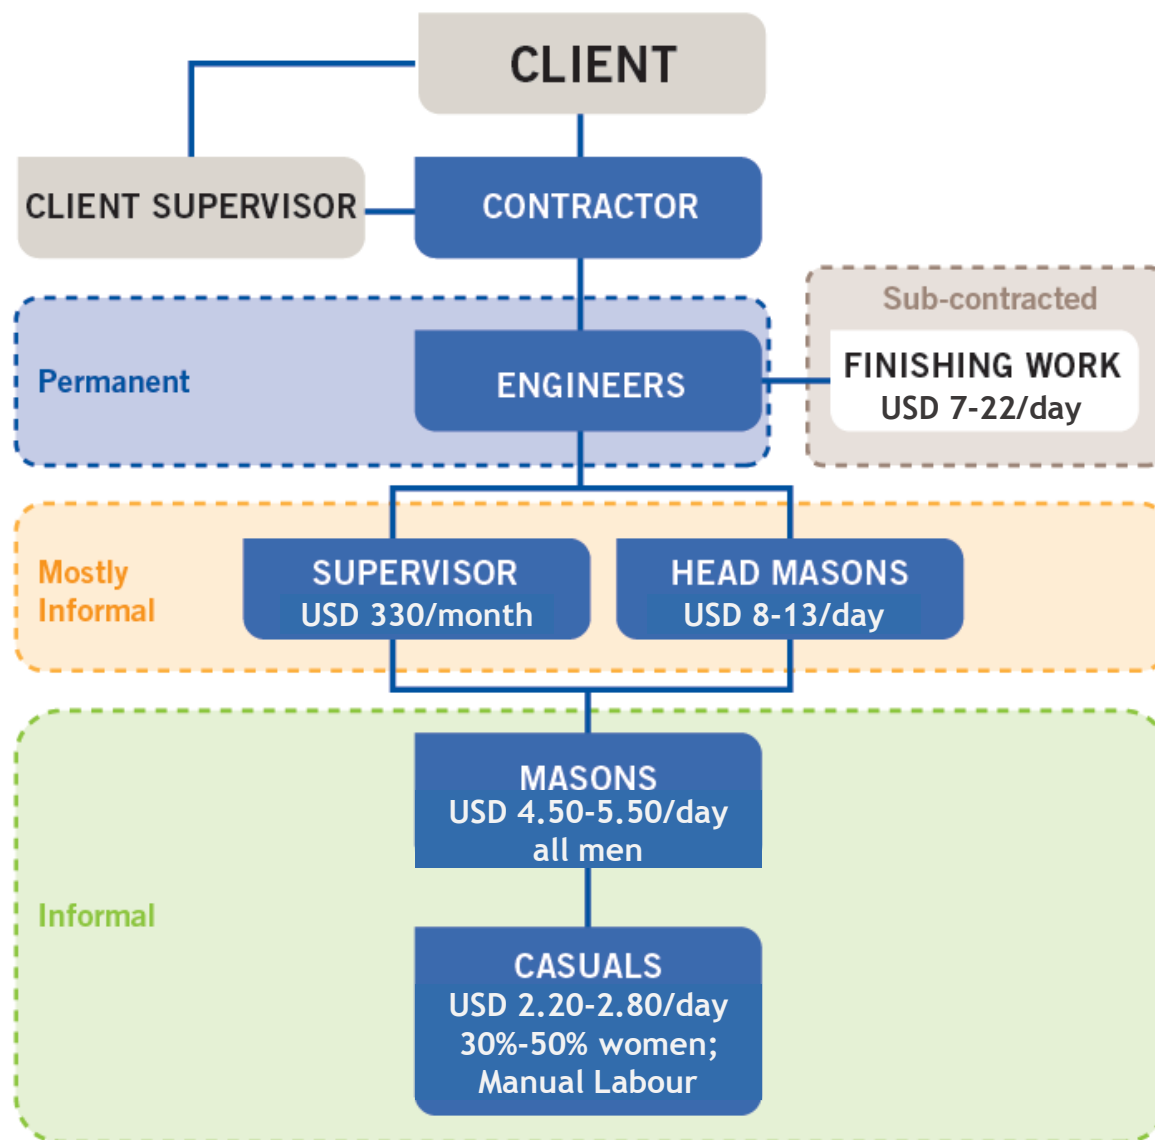 CLIENT
CLIENT SUPERVISOR
CONTRACTOR
Sub-contracted
Permanent
ENGINEERS
FINISHING WORK
USD 7-22/day
Mostly
Informal
SUPERVISOR
USD 330/month
HEAD MASONS
USD 8-13/day
MASONS
USD 4.50-5.50/day
all men
Informal
CASUALS
USD 2.20-2.80/day
30%-50% women;
Manual Labour